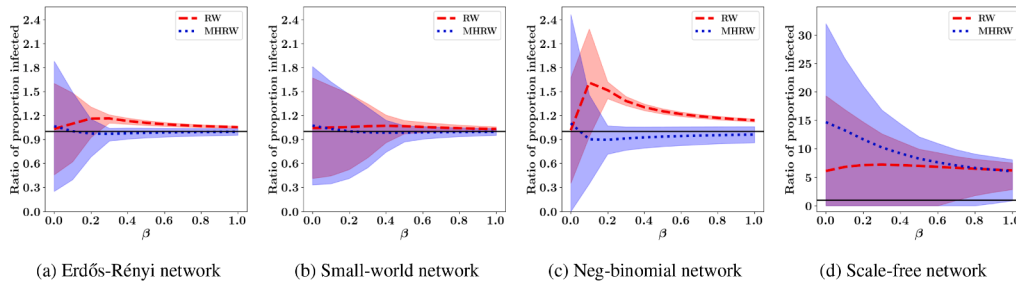 Ratio of proportion infected
2.4
2.1
1.8
1.5
1.2
0.9
0.6
0.3
0.0
0.0 0.2 0.4 0.6 0.8 1.0
β
RW
MHRW
(a) Erdős-Rényi network
Ratio of proportion infected
2.4
2.1
1.8
1.5
1.2
0.9
0.6
0.3
0.0
0.0 0.2 0.4 0.6 0.8 1.0
β
RW
MHRW
(b) Small-world network
Ratio of proportion infected
2.4
2.1
1.8
1.5
1.2
0.9
0.6
0.3
0.0
0.0 0.2 0.4 0.6 0.8 1.0
β
RW
MHRW
(c) Neg-binomial network
Ratio of proportion infected
30
25
20
15
10
5
0
0.0 0.2 0.4 0.6 0.8 1.0
β
RW
MHRW
(d) Scale-free network